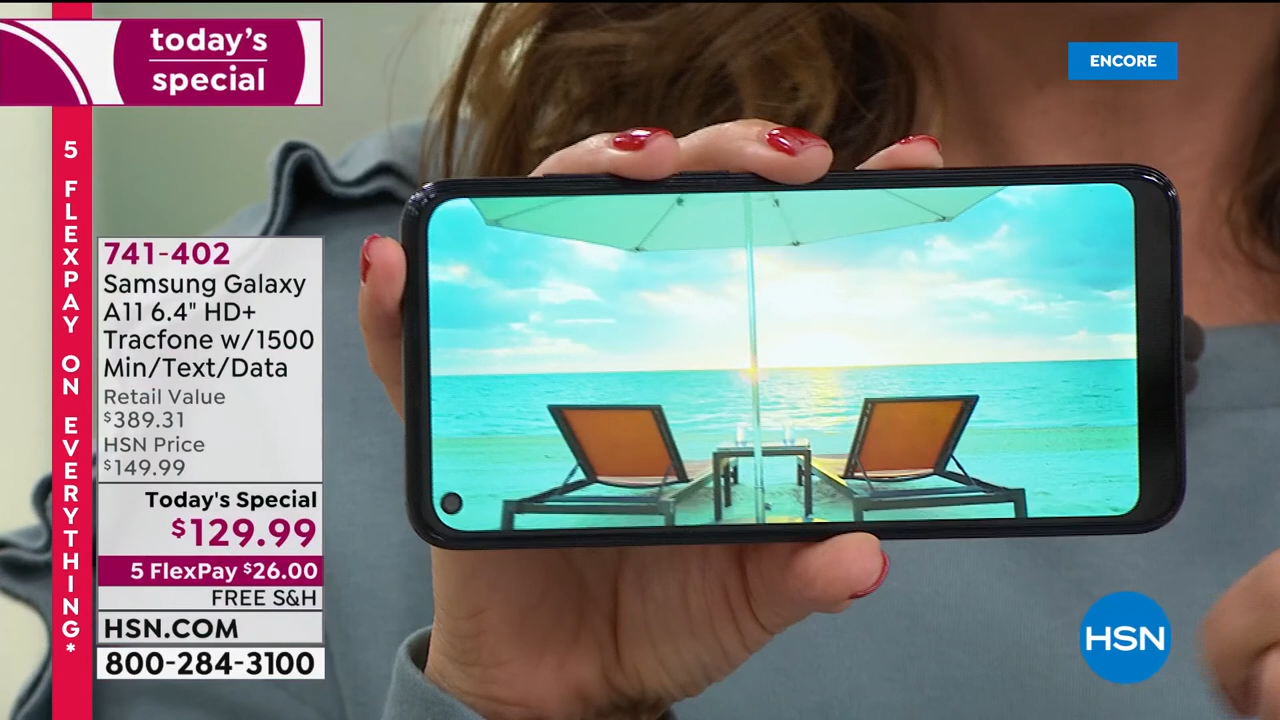 today's
special
ENCORE
5 FLEXPAY ON EVERYTHING*
741-402
Samsung Galaxy
A11 6.4" HD+
Tracfone w/1500
Min/Text/Data
Retail Value
$389.31
HSN Price
$149.99
Today's Special
$129.99
5 FlexPay $26.00
FREE S&H
HSN.COM
800-284-3100
HSN